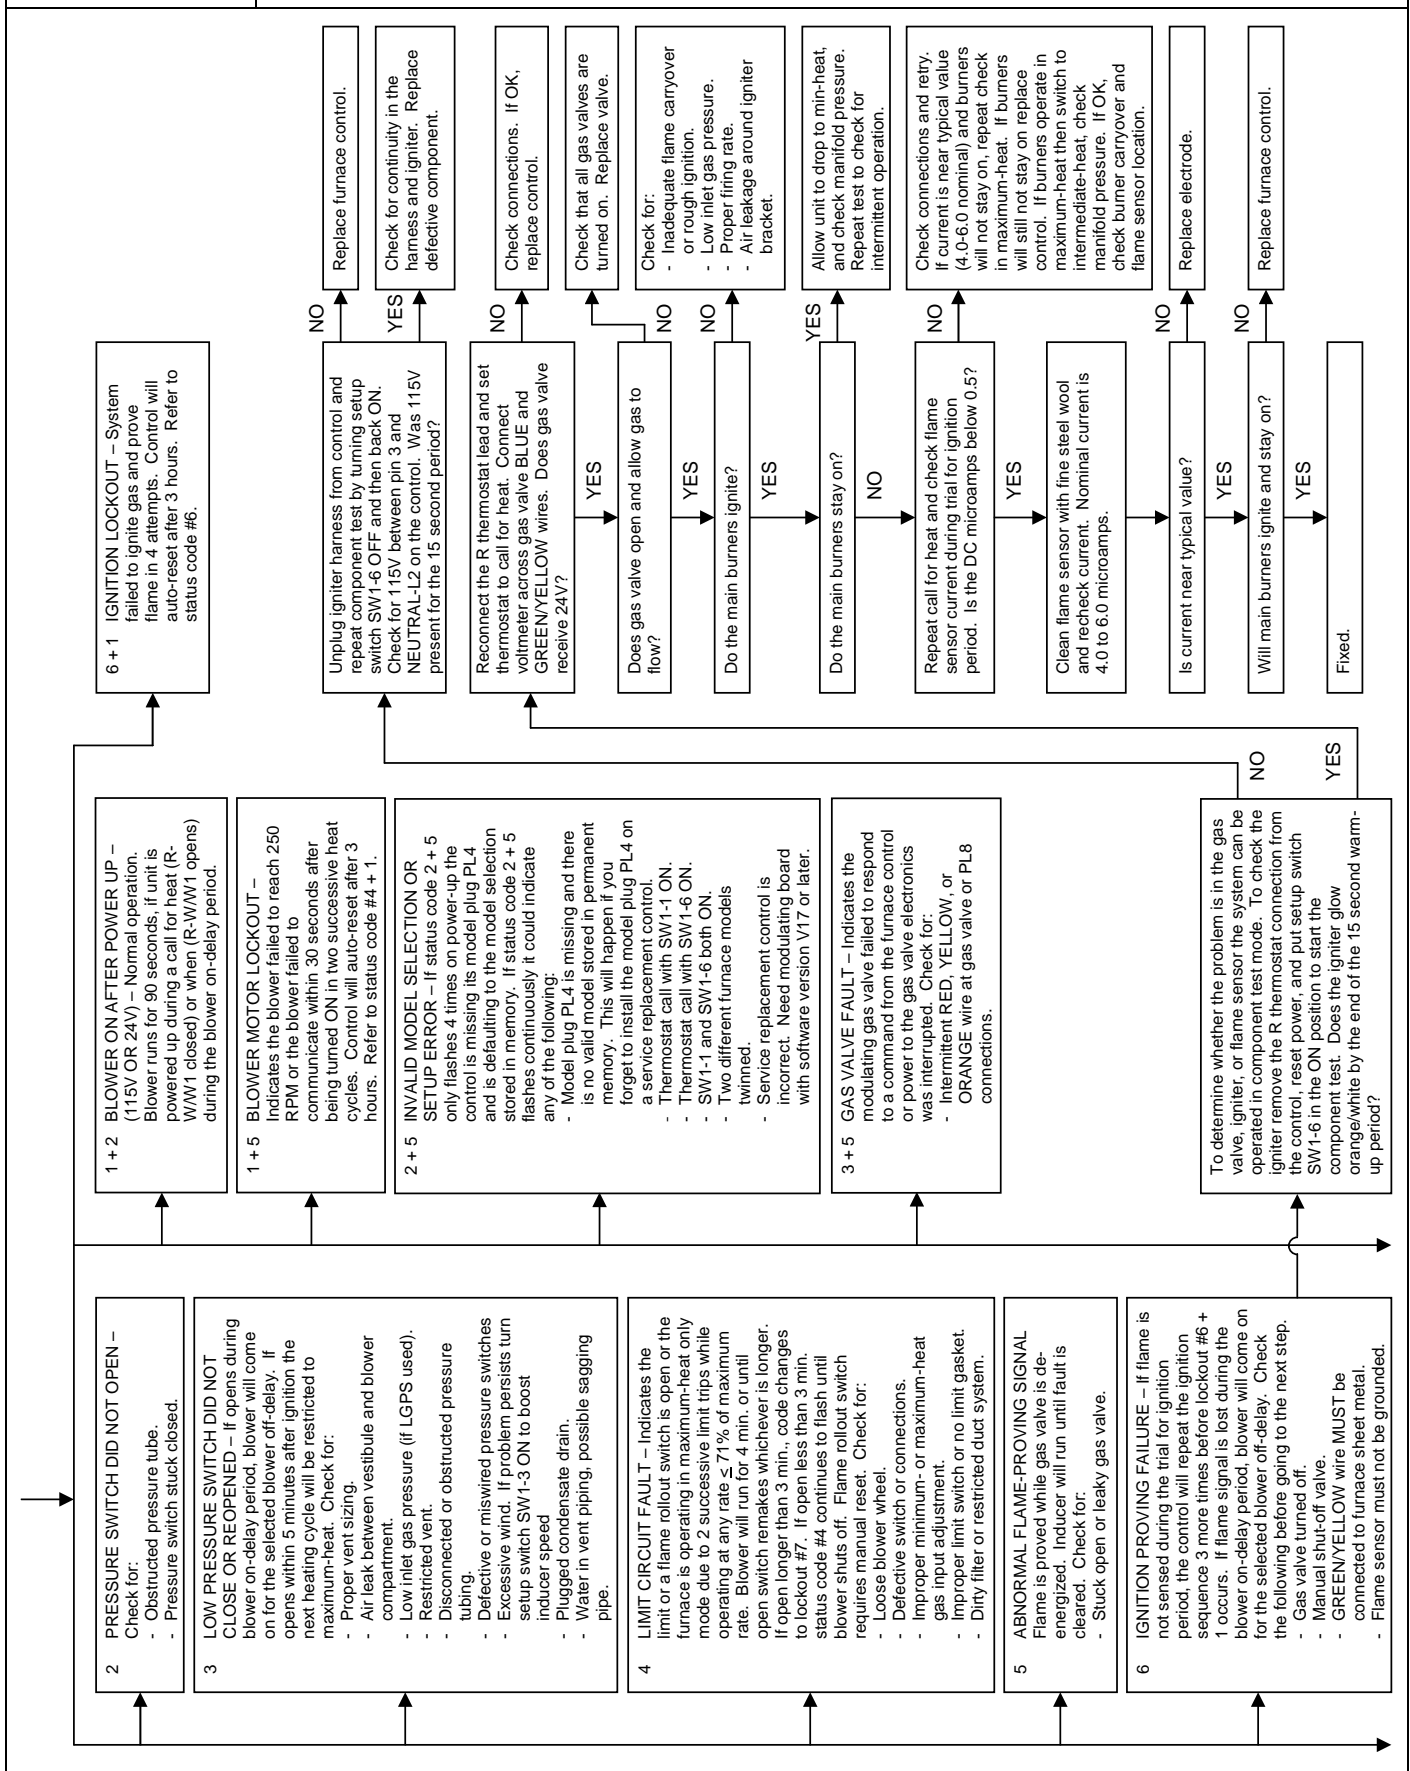 2 PRESSURE SWITCH DID NOT OPEN –
Check for:
- Obstructed pressure tube.
- Pressure switch stuck closed.
3 LOW PRESSURE SWITCH DID NOT
CLOSE OR REOPENED – If opens during
blower on-delay period, blower will come
on for the selected blower off-delay. If
opens within 5 minutes after ignition the
next heating cycle will be restricted to
maximum-heat. Check for:
- Proper vent sizing.
- Air leak between vestibule and blower
compartment.
- Low inlet gas pressure (if LGPS used).
- Restricted vent.
- Disconnected or obstructed pressure
tubing.
- Defective or miswired pressure switches
- Excessive wind. If problem persists turn
setup switch SW1-3 ON to boost
inducer speed
- Plugged condensate drain.
- Water in vent piping, possible sagging
pipe.
4 LIMIT CIRCUIT FAULT – Indicates the
limit or a flame rollout switch is open or the
furnace is operating in maximum-heat only
mode due to 2 successive limit trips while
operating at any rate ≤ 71% of maximum
rate. Blower will run for 4 min. or until
open switch remakes whichever is longer.
If open longer than 3 min., code changes
to lockout #7. If open less than 3 min.
status code #4 continues to flash until
blower shuts off. Flame rollout switch
requires manual reset. Check for:
- Loose blower wheel.
- Defective switch or connections.
- Improper minimum- or maximum-heat
gas input adjustment.
- Improper limit switch or no limit gasket.
- Dirty filter or restricted duct system.
5 ABNORMAL FLAME-PROVING SIGNAL
Flame is proved while gas valve is de-
energized. Inducer will run until fault is
cleared. Check for:
- Stuck open or leaky gas valve.
6 IGNITION PROVING FAILURE – If flame is
not sensed during the trial for ignition
period, the control will repeat the ignition
sequence 3 more times before lockout #6 +
1 occurs. If flame signal is lost during the
blower on-delay period, blower will come on
for the selected blower off-delay. Check
the following before going to the next step.
- Gas valve turned off.
- Manual shut-off valve.
- GREEN/YELLOW wire MUST be
connected to furnace sheet metal.
- Flame sensor must not be grounded.
1 + 2 BLOWER ON AFTER POWER UP –
(115V OR 24V) – Normal operation.
Blower runs for 90 seconds, if unit is
powered up during a call for heat (R-
W/W1 closed) or when (R-W/W1 opens)
during the blower on-delay period.
1 + 5 BLOWER MOTOR LOCKOUT –
Indicates the blower failed to reach 250
RPM or the blower failed to
communicate within 30 seconds after
being turned ON in two successive heat
cycles. Control will auto-reset after 3
hours. Refer to status code #4 + 1.
2 + 5 INVALID MODEL SELECTION OR
SETUP ERROR – If status code 2 + 5
only flashes 4 times on power-up the
control is missing its model plug PL4
and is defaulting to the model selection
stored in memory. If status code 2 + 5
flashes continuously it could indicate
any of the following:
- Model plug PL4 is missing and there
is no valid model stored in permanent
memory. This will happen if you
forget to install the model plug PL4 on
a service replacement control.
- Thermostat call with SW1-1 ON.
- Thermostat call with SW1-6 ON.
- SW1-1 and SW1-6 both ON.
- Two different furnace models
twinned.
- Service replacement control is
incorrect. Need modulating board
with software version V17 or later.
3 + 5 GAS VALVE FAULT – Indicates the
modulating gas valve failed to respond
to a command from the furnace control
or power to the gas valve electronics
was interrupted. Check for:
- Intermittent RED, YELLOW, or
ORANGE wire at gas valve or PL8
connections.
To determine whether the problem is in the gas
valve, igniter, or flame sensor the system can be
operated in component test mode. To check the
igniter remove the R thermostat connection from
the control, reset power, and put setup switch
SW1-6 in the ON position to start the
component test. Does the igniter glow
orange/white by the end of the 15 second warm-
up period?
NO
YES
6 + 1 IGNITION LOCKOUT – System
failed to ignite gas and prove
flame in 4 attempts. Control will
auto-reset after 3 hours. Refer to
status code #6.
Unplug igniter harness from control and
repeat component test by turning setup
switch SW1-6 OFF and then back ON.
Check for 115V between pin 3 and
NEUTRAL-L2 on the control. Was 115V
present for the 15 second period?
NO
Replace furnace control.
YES
Check for continuity in the
harness and igniter. Replace
defective component.
Reconnect the R thermostat lead and set
thermostat to call for heat. Connect
voltmeter across gas valve BLUE and
GREEN/YELLOW wires. Does gas valve
receive 24V?
NO
Check connections. If OK,
replace control.
YES
Does gas valve open and allow gas to
flow?
NO
Check that all gas valves are
turned on. Replace valve.
YES
Do the main burners ignite?
NO
Check for:
- Inadequate flame carryover
or rough ignition.
- Low inlet gas pressure.
- Proper firing rate.
- Air leakage around igniter
bracket.
YES
Do the main burners stay on?
YES
Allow unit to drop to min-heat,
and check manifold pressure.
Repeat test to check for
intermittent operation.
NO
Repeat call for heat and check flame
sensor current during trial for ignition
period. Is the DC microamps below 0.5?
NO
Check connections and retry.
If current is near typical value
(4.0-6.0 nominal) and burners
will not stay on, repeat check
in maximum-heat. If burners
will still not stay on replace
control. If burners operate in
maximum-heat then switch to
intermediate-heat, check
manifold pressure. If OK,
check burner carryover and
flame sensor location.
YES
Clean flame sensor with fine steel wool
and recheck current. Nominal current is
4.0 to 6.0 microamps.
Is current near typical value?
NO
Replace electrode.
YES
Will main burners ignite and stay on?
NO
Replace furnace control.
YES
Fixed.